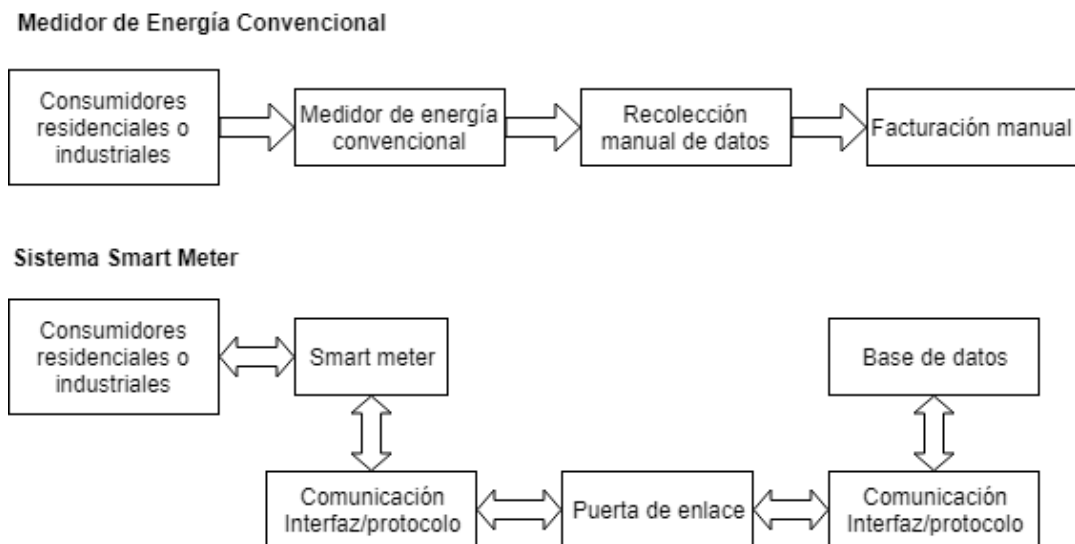 Medidor de Energía Convencional
Consumidores
residenciales o
industriales
Medidor de energía
convencional
Recolección
manual de datos
Facturación manual
Sistema Smart Meter
Consumidores
residenciales o
industriales
Smart meter
Base de datos
Comunicación
Interfaz/protocolo
Puerta de enlace
Comunicación
Interfaz/protocolo